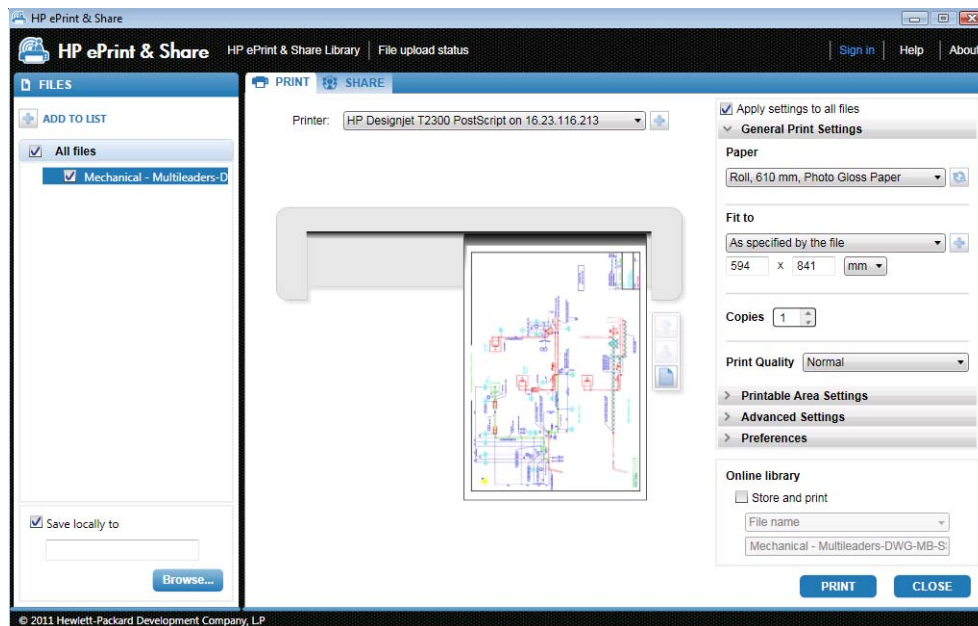 HP ePrint & Share
HP ePrint & Share
HP ePrint & Share Library
File upload status
Sign in
Help
About
FILES
ADD TO LIST
All files
Mechanical - Multileaders-D
Save locally to
Browse...
PRINT
SHARE
Printer:
HP Designjet T2300 PostScript on 16.23.116.213
Apply settings to all files
General Print Settings
Paper
Roll, 610 mm, Photo Gloss Paper
Fit to
As specified by the file
594 x 841 mm
Copies 1
Print Quality Normal
Printable Area Settings
Advanced Settings
Preferences
Online library
Store and print
File name
Mechanical - Multileaders-DWG-MB-S
PRINT
CLOSE
© 2011 Hewlett-Packard Development Company, L.P